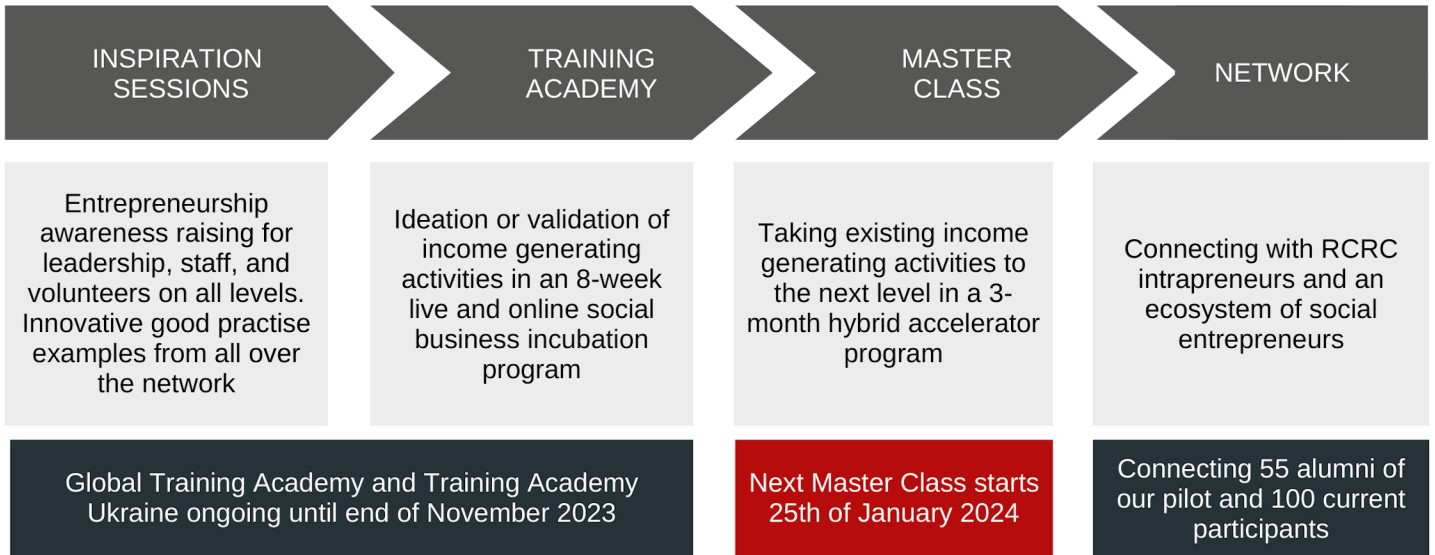 INSPIRATION
SESSIONS
TRAINING
ACADEMY
MASTER
CLASS
NETWORK
Entrepreneurship
awareness raising for
leadership, staff, and
volunteers on all levels.
Innovative good practise
examples from all over
the network
Ideation or validation of
income generating
activities in an 8-week
live and online social
business incubation
program
Taking existing income
generating activities to
the next level in a 3-
month hybrid accelerator
program
Connecting with RCRC
intrapreneurs and an
ecosystem of social
entrepreneurs
Global Training Academy and Training Academy
Ukraine ongoing until end of November 2023
Next Master Class starts
25th of January 2024
Connecting 55 alumni of
our pilot and 100 current
participants